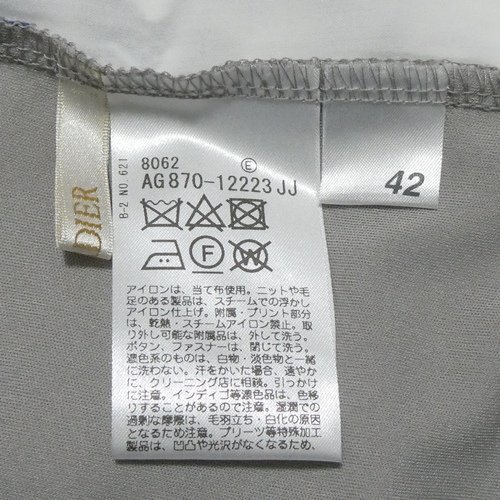 DIER
B-2 NO. 621
8062 E
AG870-12223JJ
F W
42
アイロンは、当て布使用。ニットや毛
足のある製品は、スチームでの浮かし
アイロン仕上げ。附属・プリント部分
は、乾熱・スチームアイロン禁止。取
り外し可能な附属品は、外して洗う。
ボタン、ファスナーは、閉じて洗う。
濃色系のものは、白物・淡色物と一緒
に洗わない。汗をかいた場合、速やか
に、クリーニング店に相談。引っかけ
に注意。インディゴ等濃色品は、色移
りすることがあるので注意。湿潤での
過剰な摩擦は、毛羽立ち・白化の原因
となるため注意。プリーツ等特殊加工
製品は、凹凸や光沢がなくなるため、